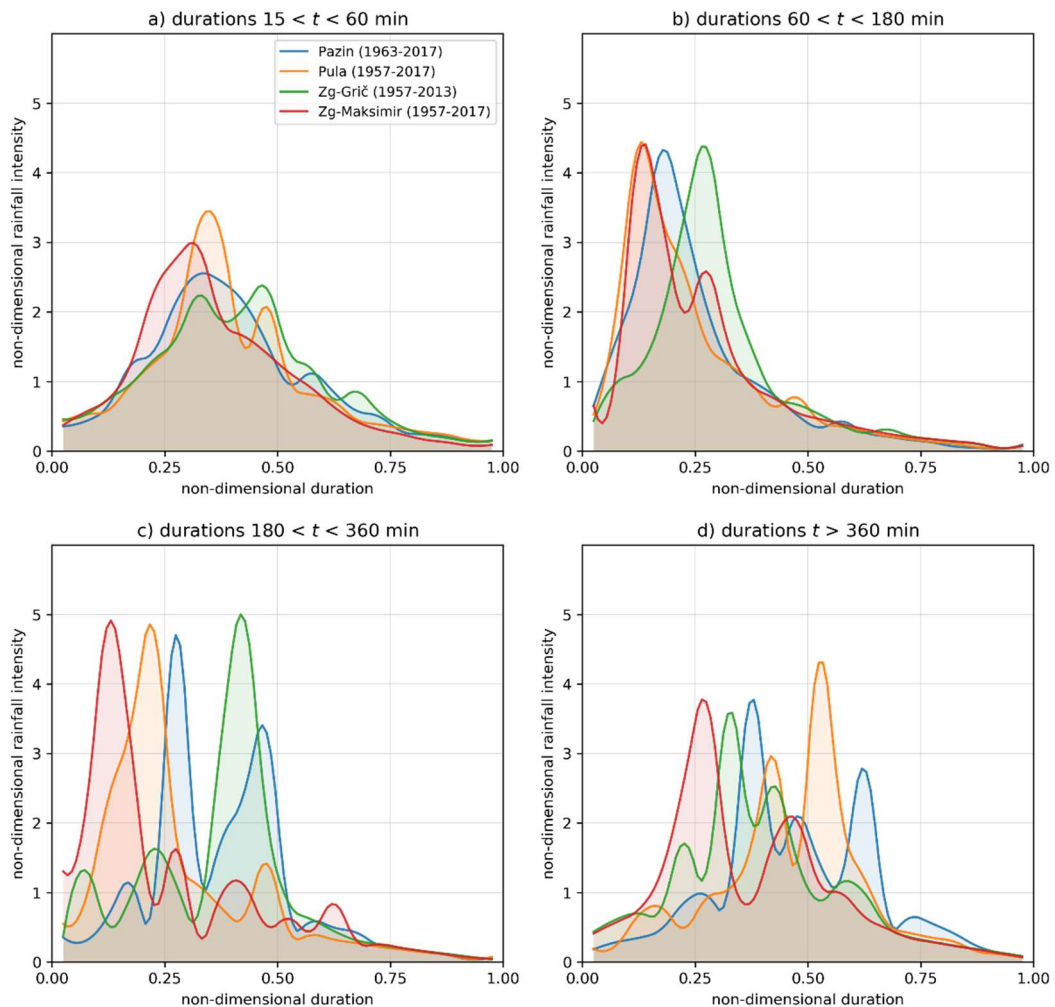 a) durations 15 < t < 60 min
5
4
3
2
1
0
non-dimensional rainfall intensity
Pazin (1963-2017)
Pula (1957-2017)
Zg-Grič (1957-2013)
Zg-Maksimir (1957-2017)
0.00 0.25 0.50 0.75 1.00
non-dimensional duration
b) durations 60 < t < 180 min
5
4
3
2
1
0
non-dimensional rainfall intensity
0.00 0.25 0.50 0.75 1.00
non-dimensional duration
c) durations 180 < t < 360 min
5
4
3
2
1
0
non-dimensional rainfall intensity
0.00 0.25 0.50 0.75 1.00
non-dimensional duration
d) durations t > 360 min
5
4
3
2
1
0
non-dimensional rainfall intensity
0.00 0.25 0.50 0.75 1.00
non-dimensional duration